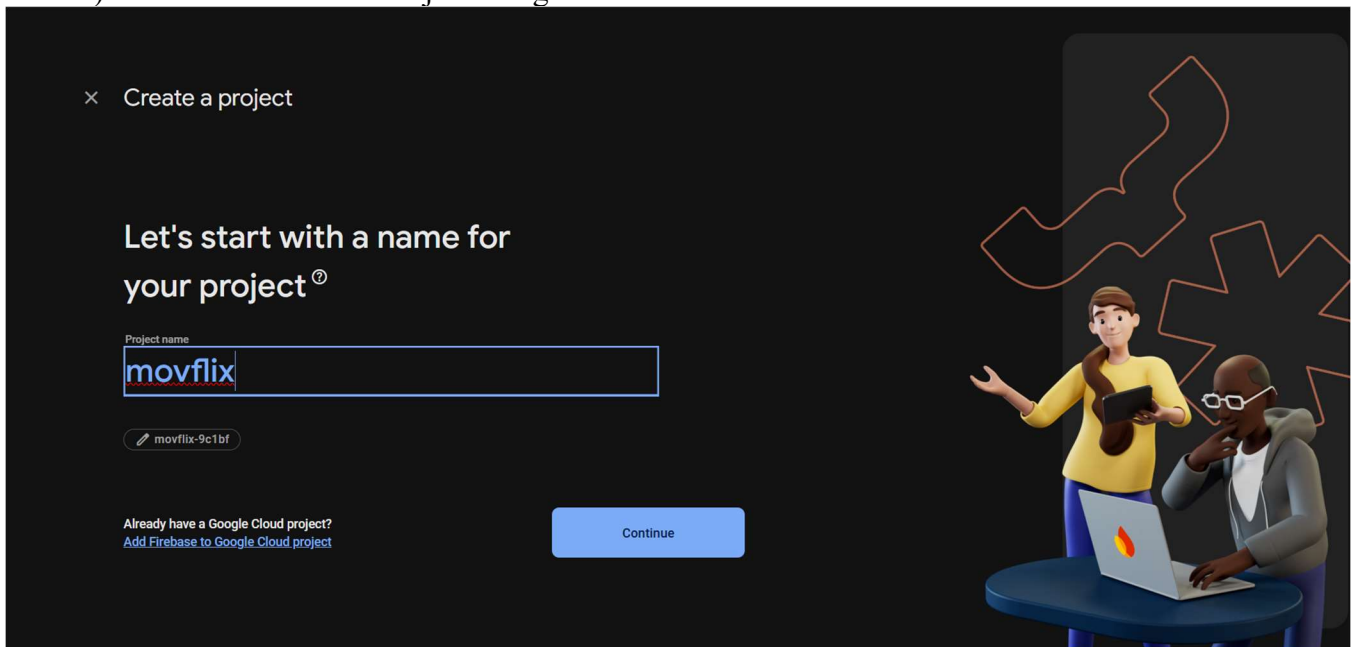 Create a project
Let's start with a name for
your project
Project name
movflix
movflix-9c1bf
Already have a Google Cloud project?
Add Firebase to Google Cloud project
Continue